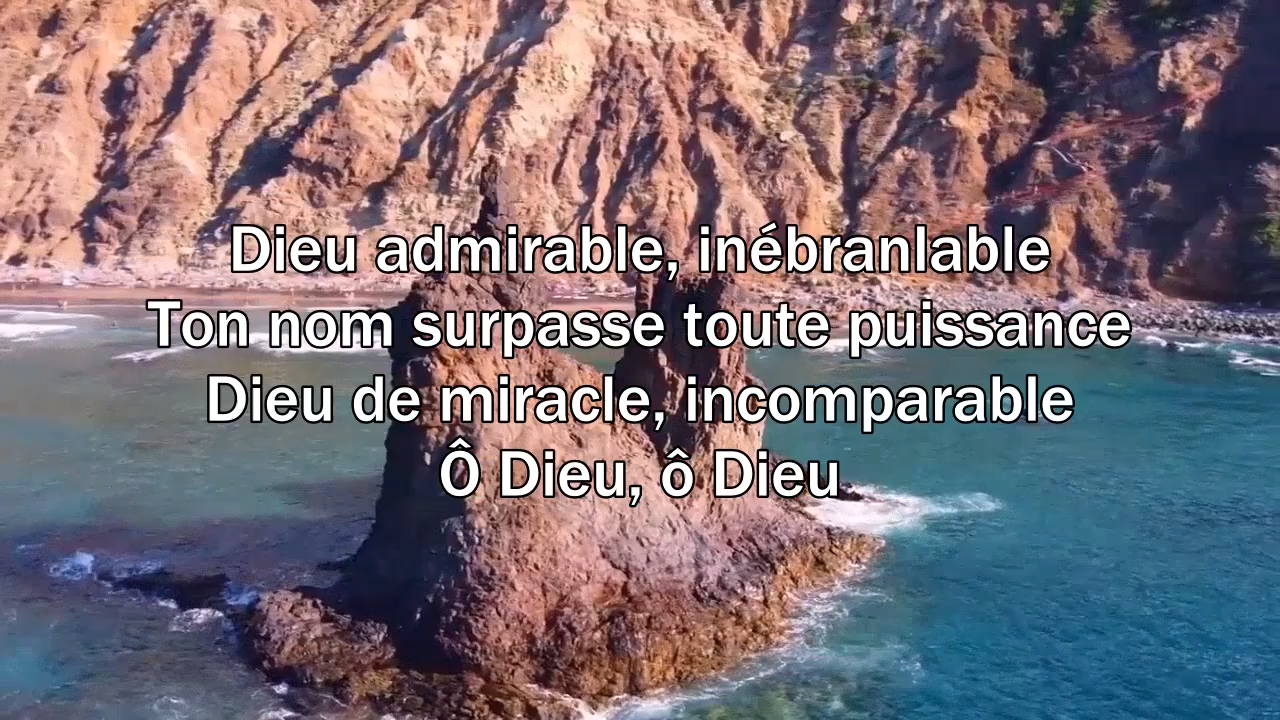 Dieu admirable, inébranlable
Ton nom surpasse toute puissance
Dieu de miracle, incomparable
Ô Dieu, ô Dieu